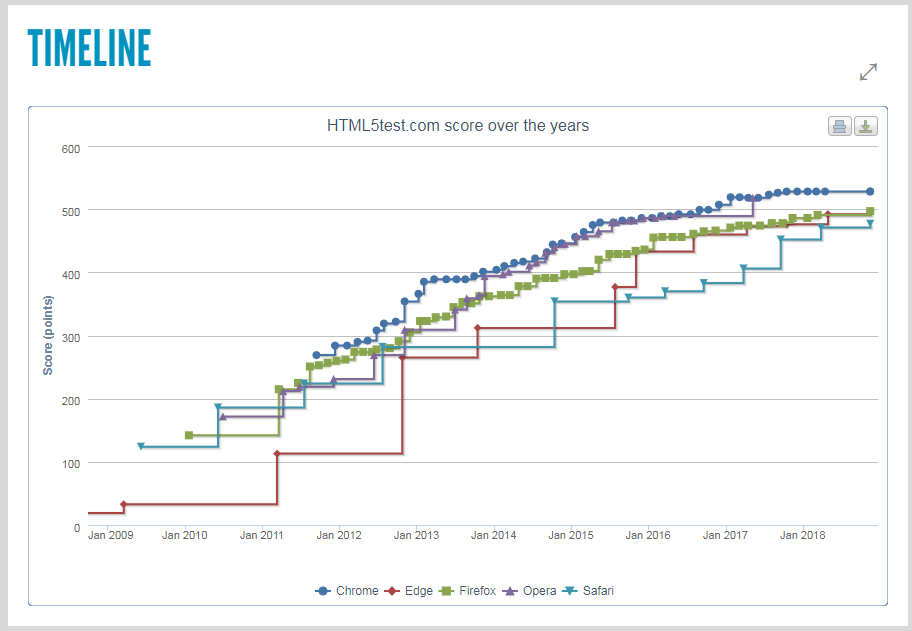 TIMELINE
HTML5test.com score over the years
600
500
400
300
200
100
0
Score (points)
Jan 2009 Jan 2010 Jan 2011 Jan 2012 Jan 2013 Jan 2014 Jan 2015 Jan 2016 Jan 2017 Jan 2018
Chrome Edge Firefox Opera Safari